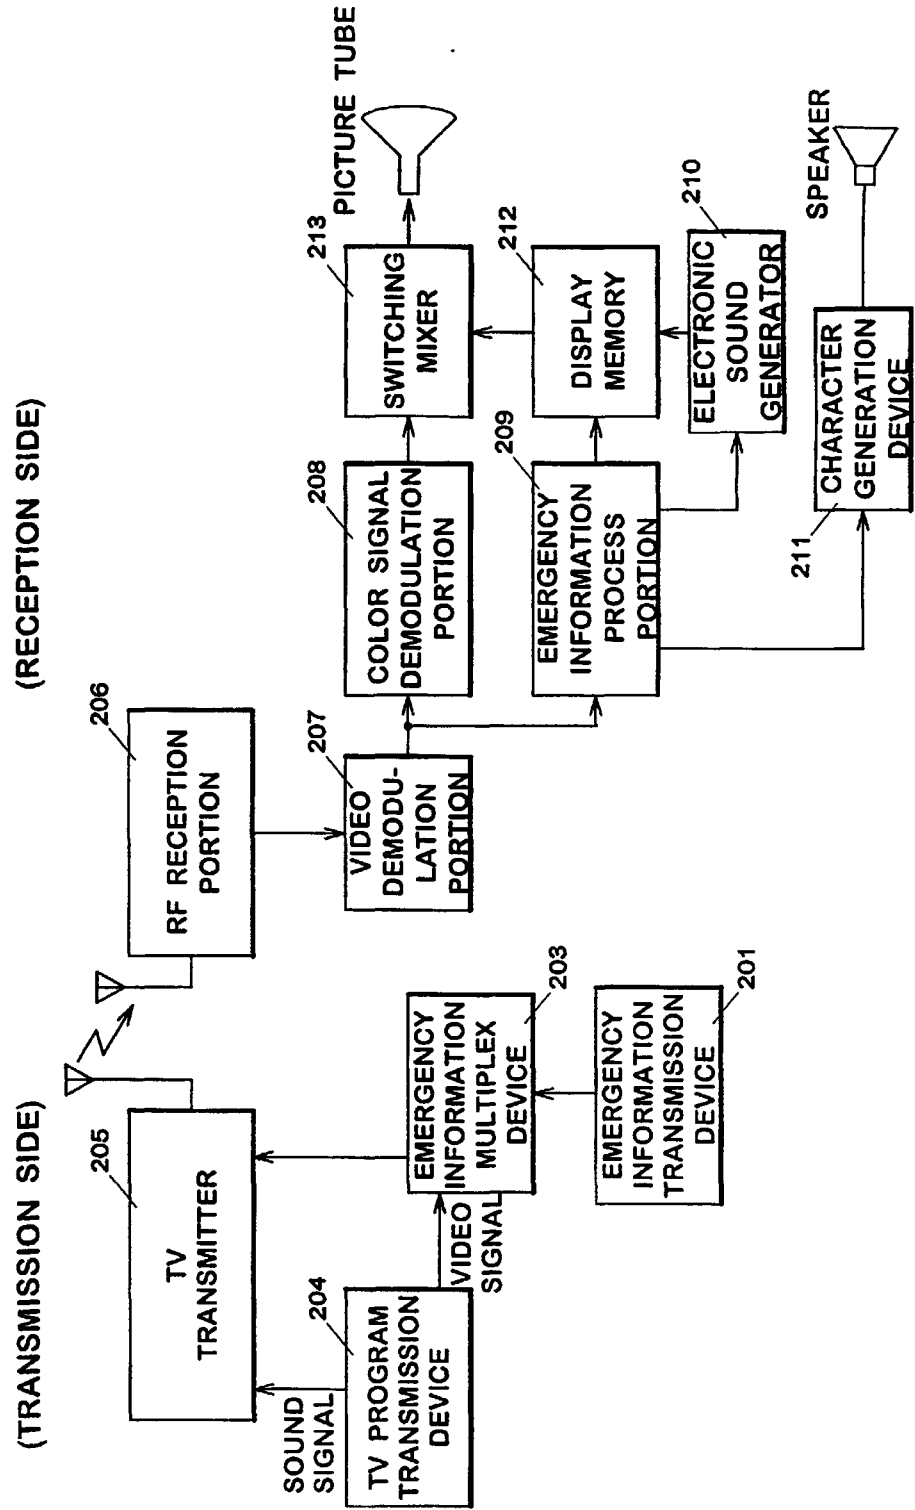 (TRANSMISSION SIDE)
(RECEPTION SIDE)
205
TV
TRANSMITTER
206
RF RECEPTION
PORTION
SOUND
SIGNAL
204
TV PROGRAM
TRANSMISSION
DEVICE
VIDEO
SIGNAL
EMERGENCY
INFORMATION
MULTIPLEX
DEVICE
203
EMERGENCY
INFORMATION
TRANSMISSION
DEVICE
201
207
VIDEO
DEMODU-
LATION
PORTION
208
COLOR SIGNAL
DEMODULATION
PORTION
213
SWITCHING
MIXER
PICTURE TUBE
209
EMERGENCY
INFORMATION
PROCESS
PORTION
212
DISPLAY
MEMORY
210
ELECTRONIC
SOUND
GENERATOR
211
CHARACTER
GENERATION
DEVICE
SPEAKER